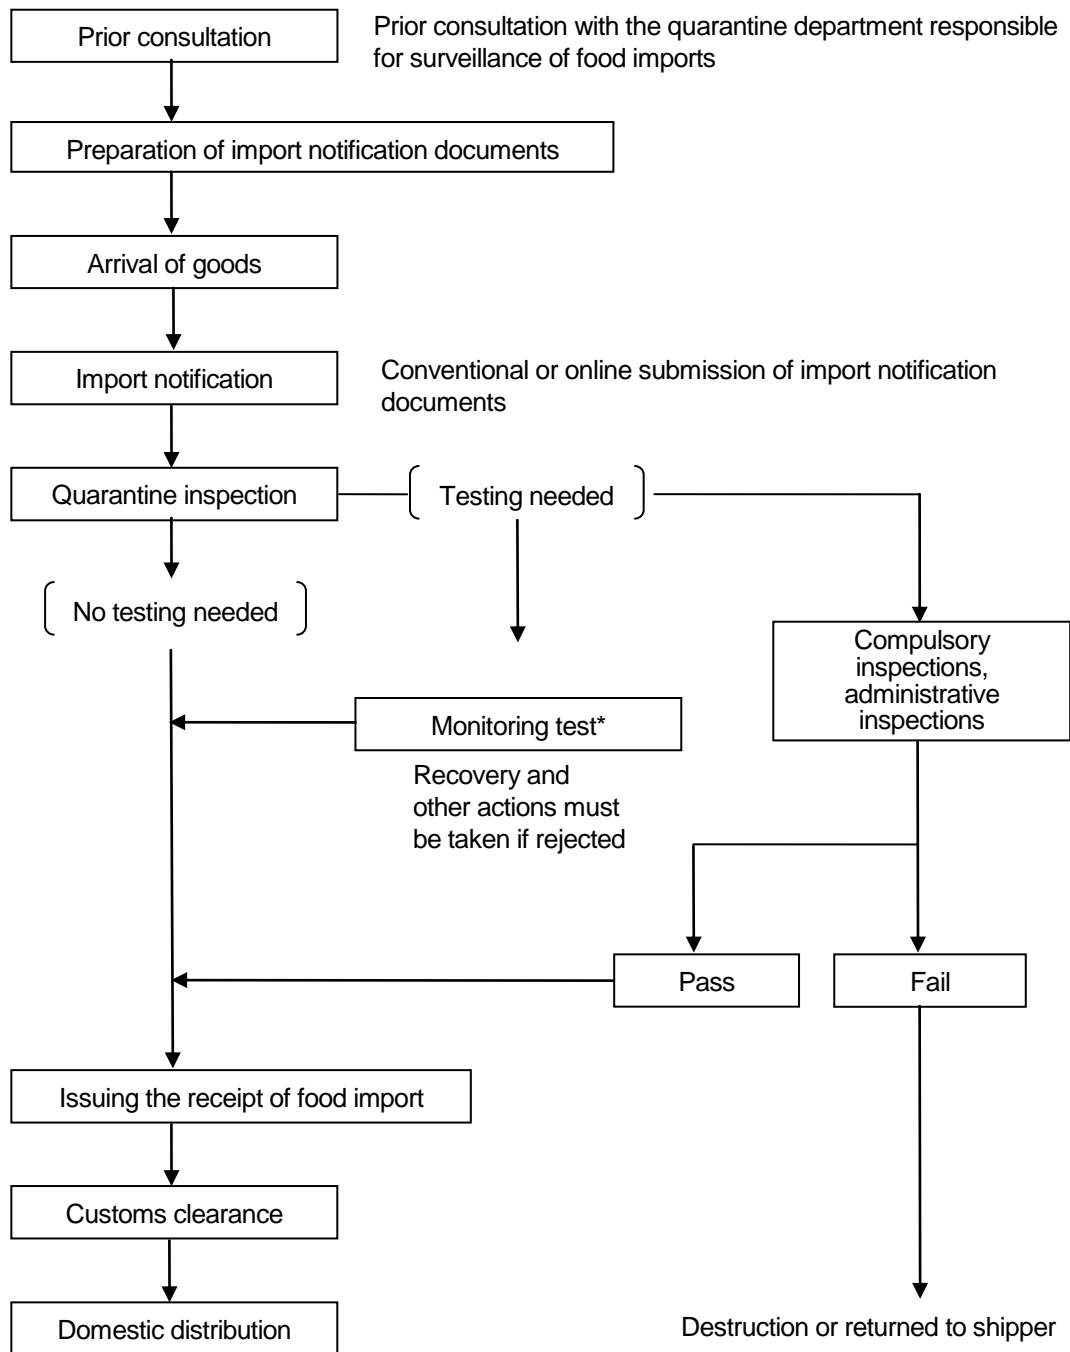 Prior consultation
Prior consultation with the quarantine department responsible
for surveillance of food imports
Preparation of import notification documents
Arrival of goods
Import notification
Conventional or online submission of import notification
documents
Quarantine inspection
Testing needed
No testing needed
Compulsory
inspections,
administrative
inspections
Monitoring test*
Recovery and
other actions must
be taken if rejected
Pass
Fail
Issuing the receipt of food import
Customs clearance
Domestic distribution
Destruction or returned to shipper